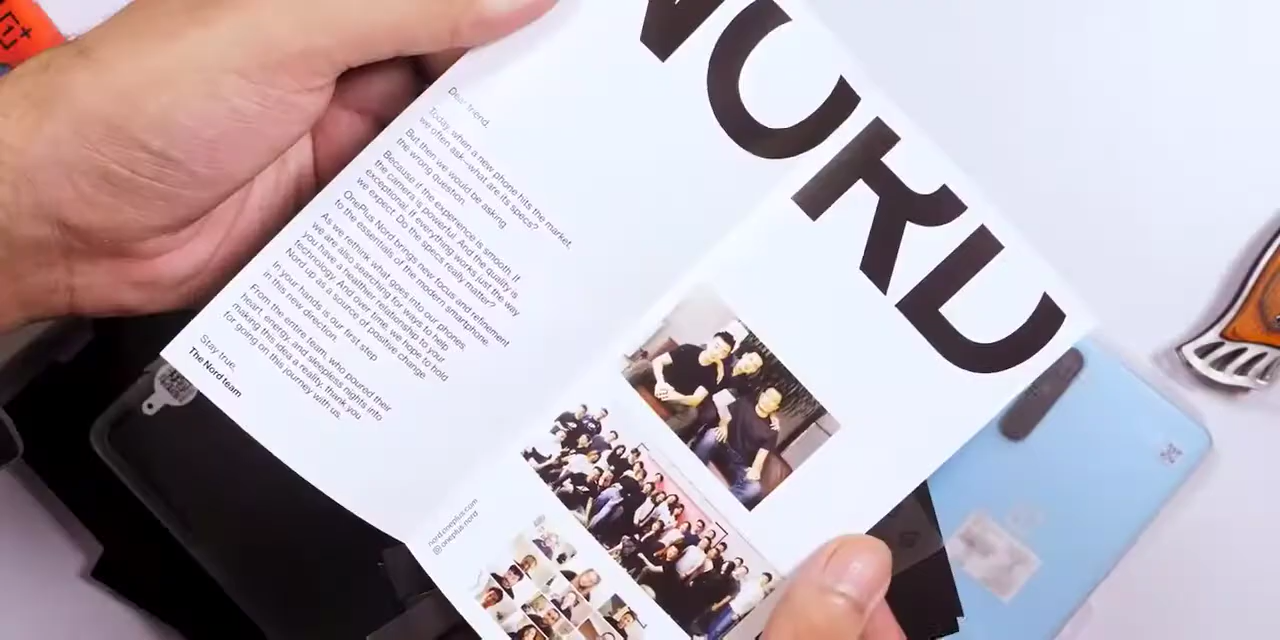 Dear friend,
Today, when a new phone hits the market,
we often ask—what are its specs?
But then we would be asking
the wrong question.
Because if the experience is smooth. If
the camera is powerful. And the quality is
exceptional. If everything works just the way
we expect. Do the specs really matter?
OnePlus Nord brings new focus and refinement
to the essentials of the modern smartphone.
As we rethink what goes into our phones,
we are also searching for ways to help
you have a healthier relationship to your
technology. And over time, we hope to hold
Nord up as a source of positive change.
In your hands is our first step
in this new direction.
From the entire team, who poured their
heart, energy, and sleepless nights into
making this idea a reality, thank you
for going on this journey with us.
Stay true,
The Nord team
nord.oneplus.com
@oneplus.nord